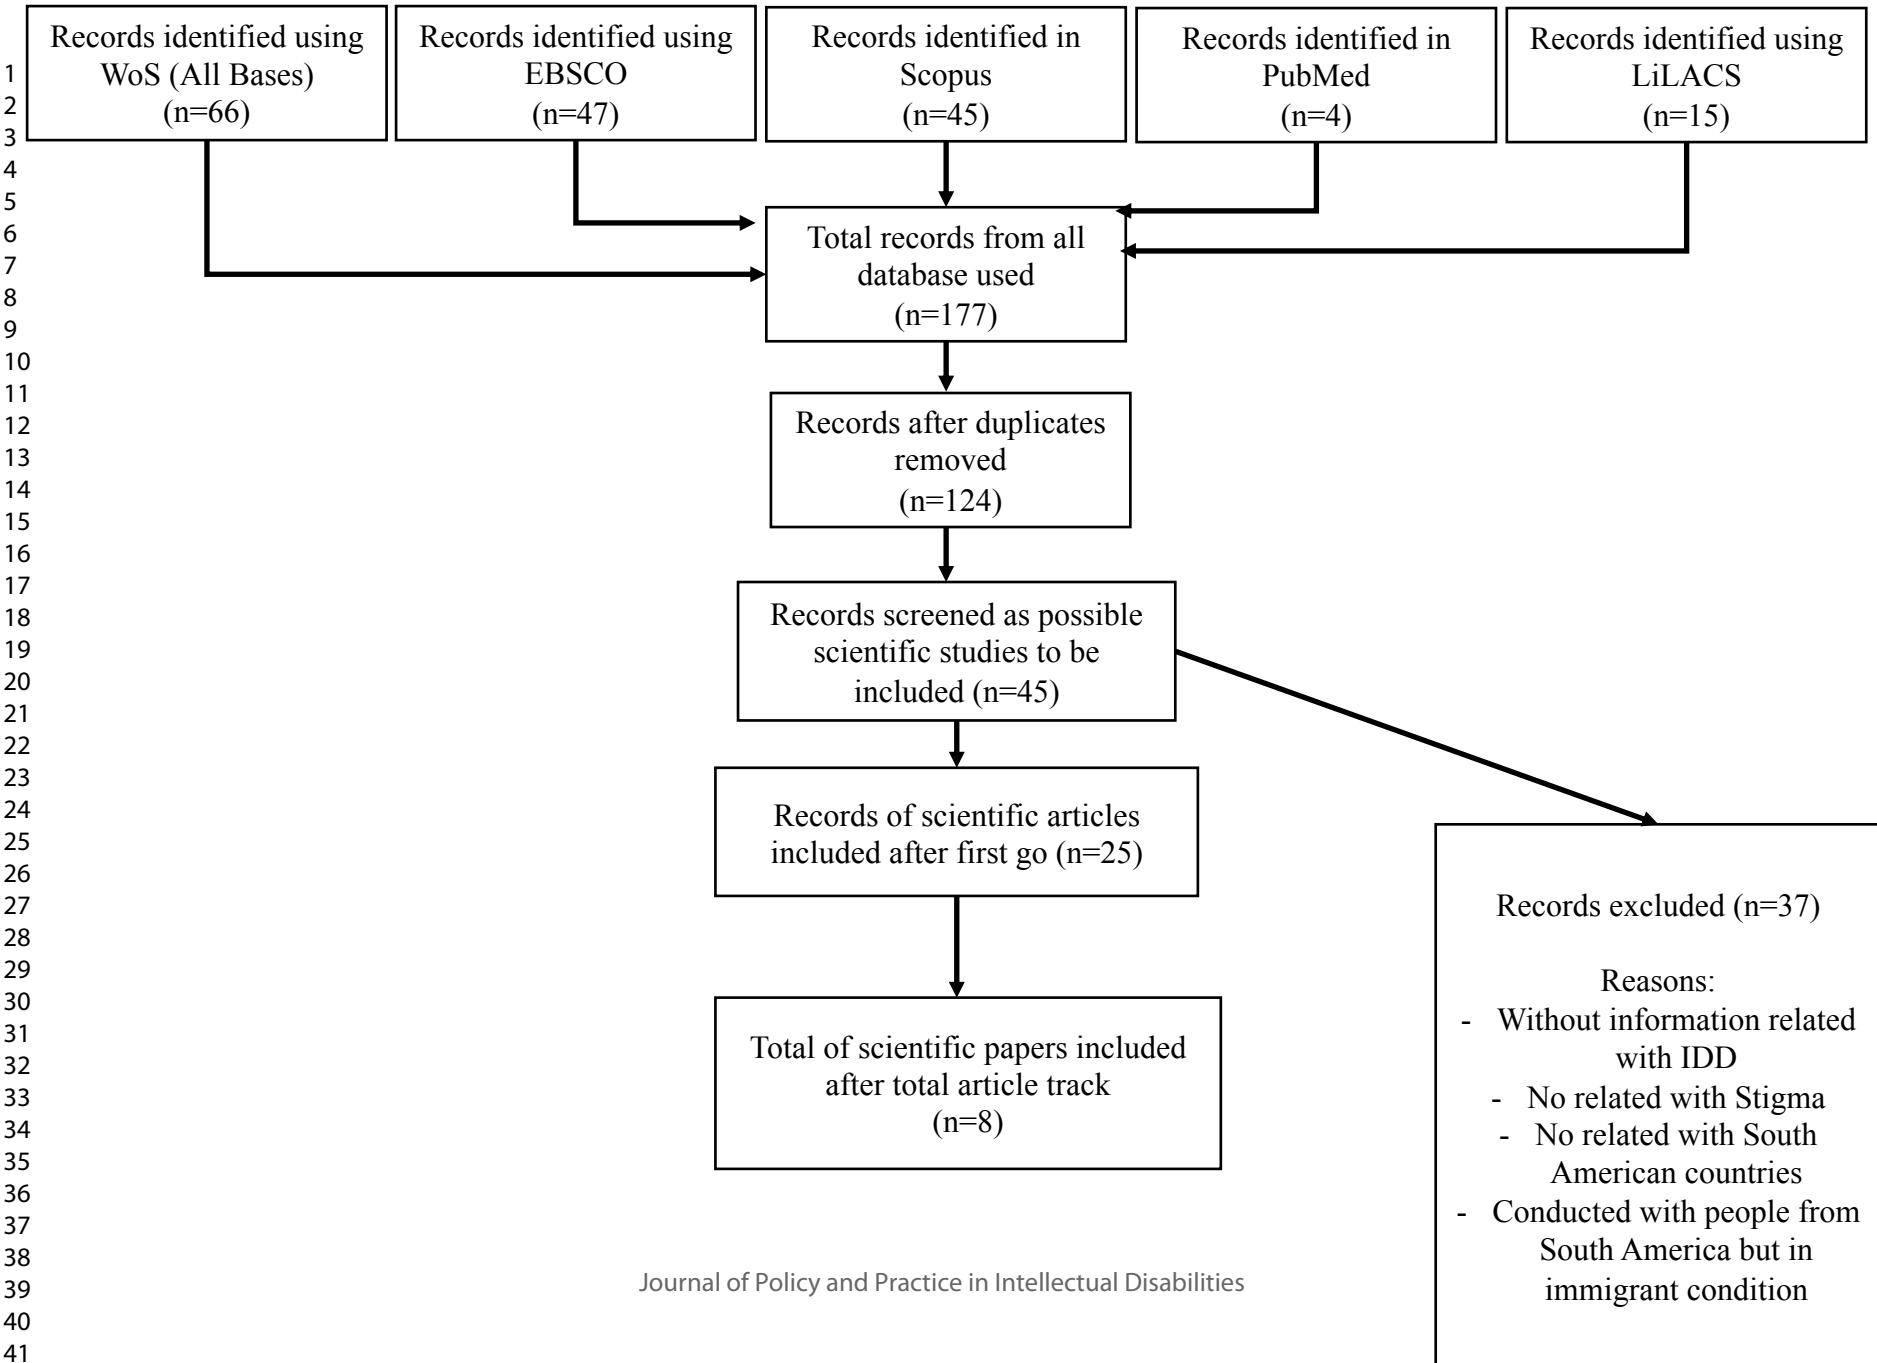 Records identified using
WoS (All Bases)
(n=66)
Records identified using
EBSCO
(n=47)
Records identified in
Scopus
(n=45)
Records identified in
PubMed
(n=4)
Records identified using
LiLACS
(n=15)
Total records from all
database used
(n=177)
Records after duplicates
removed
(n=124)
Records screened as possible
scientific studies to be
included (n=45)
Records of scientific articles
included after first go (n=25)
Total of scientific papers included
after total article track
(n=8)
Records excluded (n=37)
Reasons:
- Without information related
with IDD
- No related with Stigma
- No related with South
American countries
- Conducted with people from
South America but in
immigrant condition
Journal of Policy and Practice in Intellectual Disabilities
1
2
3
4
5
6
7
8
9
10
11
12
13
14
15
16
17
18
19
20
21
22
23
24
25
26
27
28
29
30
31
32
33
34
35
36
37
38
39
40
41